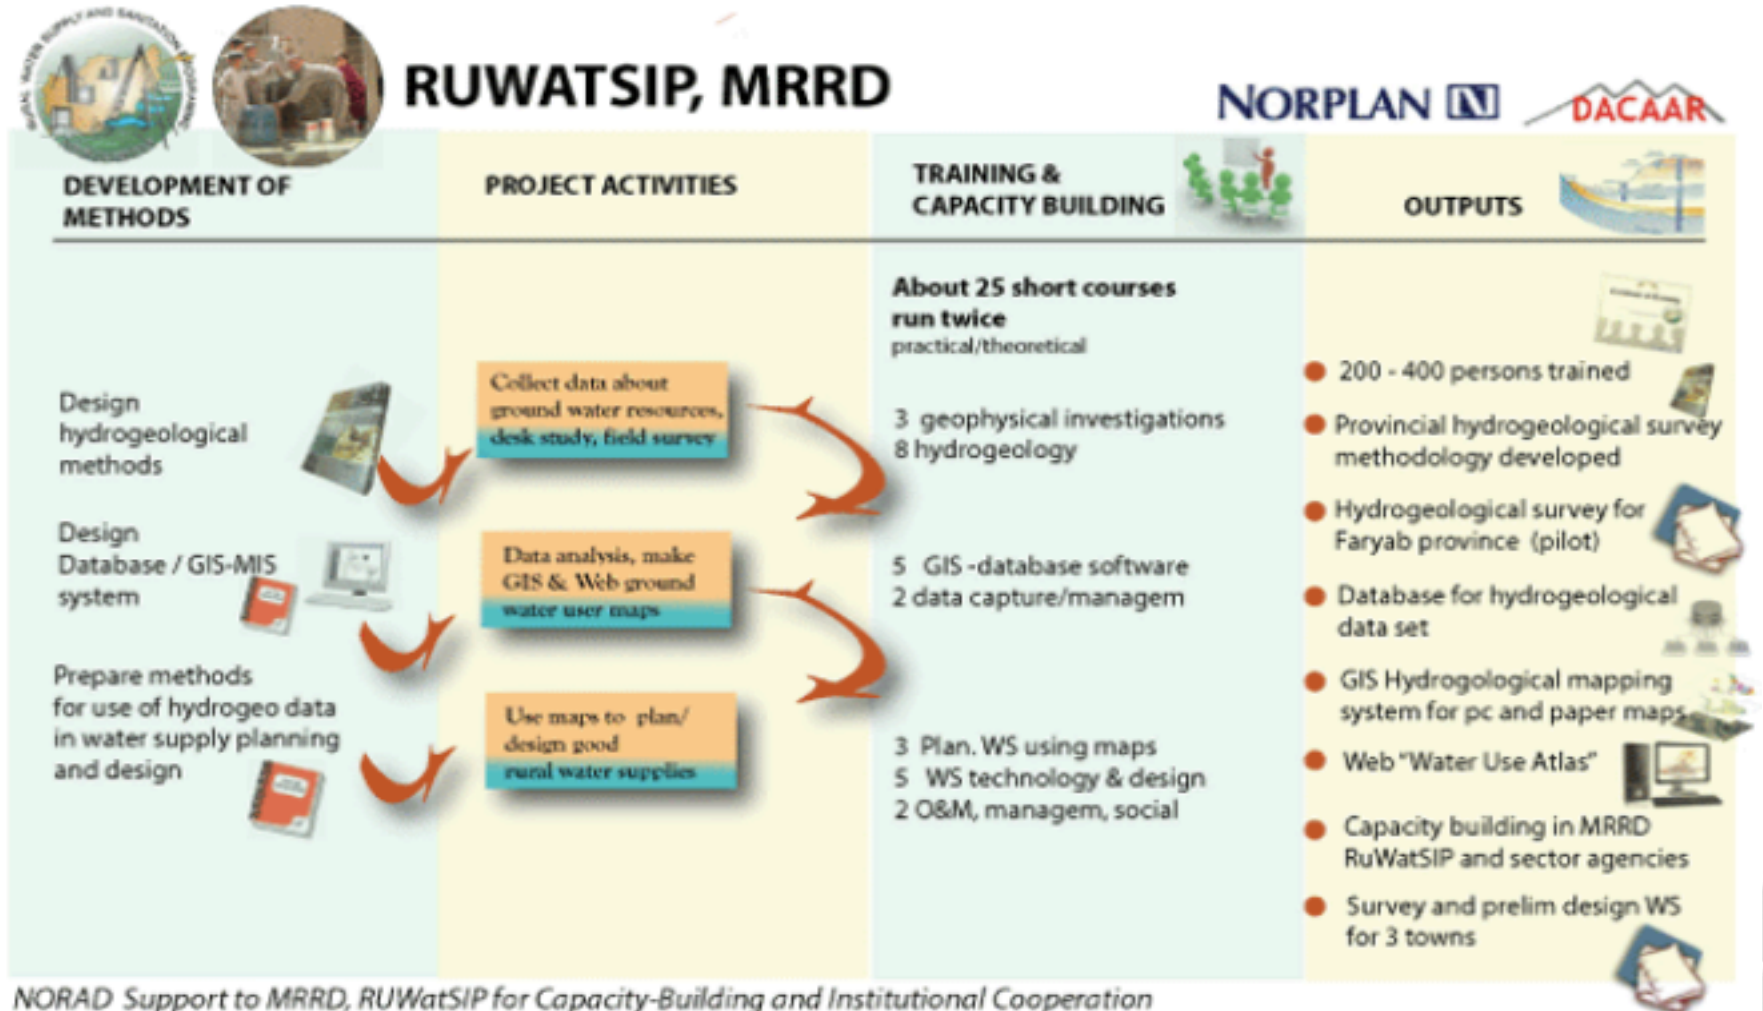 RURAL WATER SUPPLY AND SANITATION PROGRAMME
RUWATSIP, MRRD
NORPLAN N
DACAAR
DEVELOPMENT OF
METHODS
PROJECT ACTIVITIES
TRAINING &
CAPACITY BUILDING
OUTPUTS
Design
hydrogeological
methods
Design
Database / GIS-MIS
system
Prepare methods
for use of hydrogeo data
in water supply planning
and design
Collect data about
ground water resources,
desk study, field survey
Data analysis, make
GIS & Web ground
water user maps
Use maps to plan/
design good
rural water supplies
About 25 short courses
run twice
practical/theoretical
3 geophysical investigations
8 hydrogeology
5 GIS -database software
2 data capture/managem
3 Plan. WS using maps
5 WS technology & design
2 O&M, managem, social
200 - 400 persons trained
Provincial hydrogeological survey
methodology developed
Hydrogeological survey for
Faryab province (pilot)
Database for hydrogeological
data set
GIS Hydrogological mapping
system for pc and paper maps
Web "Water Use Atlas"
Capacity building in MRRD
RuWatSIP and sector agencies
Survey and prelim design WS
for 3 towns
NORAD Support to MRRD, RUWatSIP for Capacity-Building and Institutional Cooperation